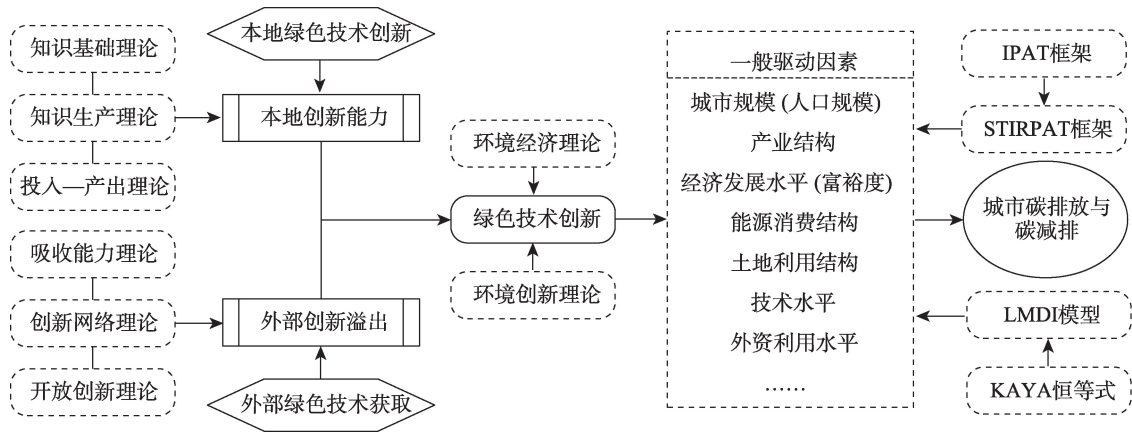 知识基础理论
知识生产理论
投入—产出理论
吸收能力理论
创新网络理论
开放创新理论
本地绿色技术创新
本地创新能力
外部创新溢出
外部绿色技术获取
环境经济理论
绿色技术创新
环境创新理论
一般驱动因素
城市规模 (人口规模)
产业结构
经济发展水平 (富裕度)
能源消费结构
土地利用结构
技术水平
外资利用水平
……
IPAT框架
STIRPAT框架
城市碳排放与
碳减排
LMDI模型
KAYA恒等式